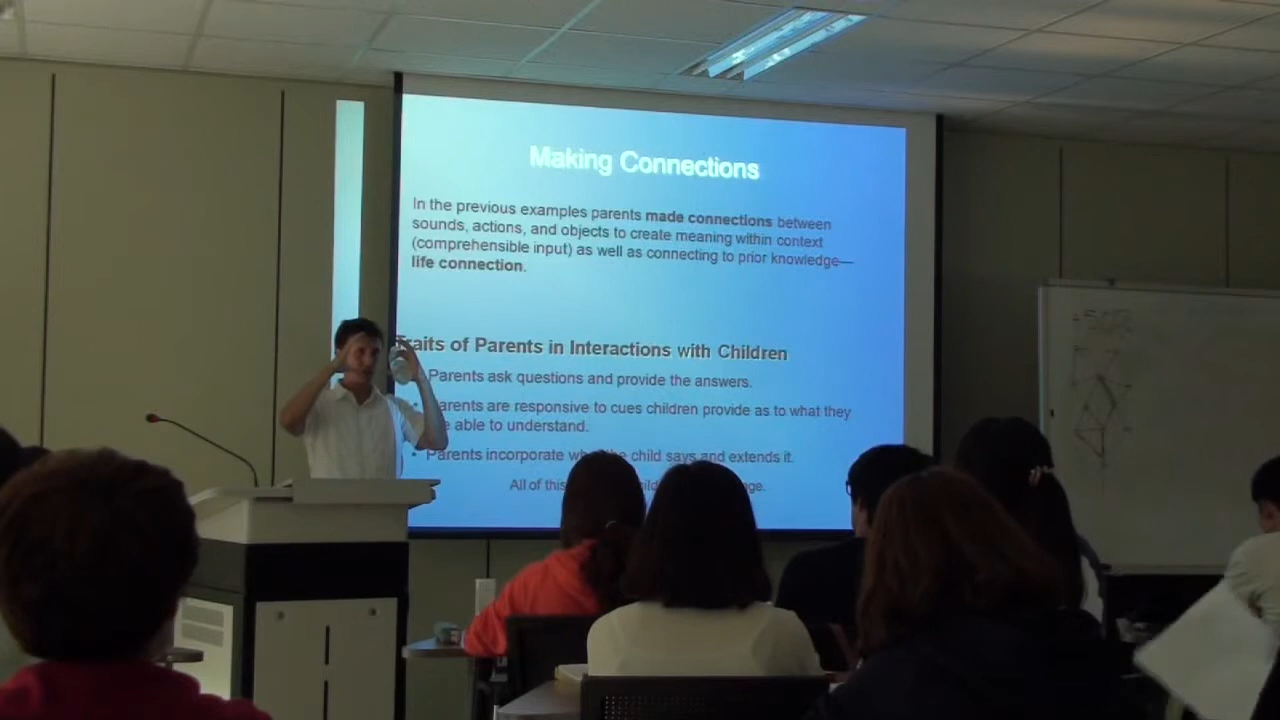 Making Connections
In the previous examples parents made connections between
sounds, actions, and objects to create meaning within context
(comprehensible input) as well as connecting to prior knowledge—
life connection.
Traits of Parents in Interactions with Children
Parents ask questions and provide the answers.
• Parents are responsive to cues children provide as to what they
able to understand.
• Parents incorporate what the child says and extends it.
All of this